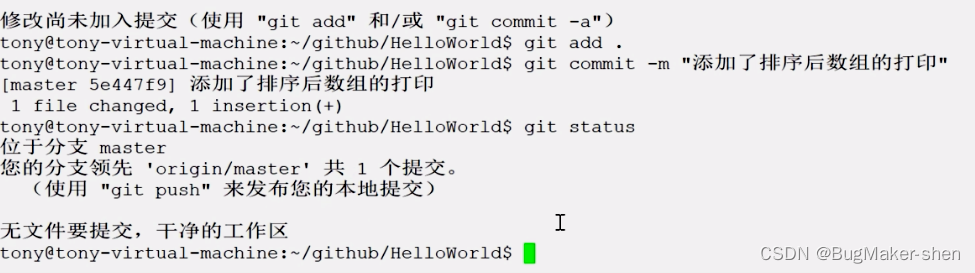 修改尚未加入提交（使用 "git add" 和/或 "git commit -a"）
tony@tony-virtual-machine:~/github/HelloWorld$ git add .
tony@tony-virtual-machine:~/github/HelloWorld$ git commit -m "添加了排序后数组的打印"
[master 5e447f9] 添加了排序后数组的打印
 1 file changed, 1 insertion(+)
tony@tony-virtual-machine:~/github/HelloWorld$ git status
位于分支 master
您的分支领先 'origin/master' 共 1 个提交。
  （使用 "git push" 来发布您的本地提交）
无文件要提交，干净的工作区
tony@tony-virtual-machine:~/github/HelloWorld$
CSDN @BugMaker-shen